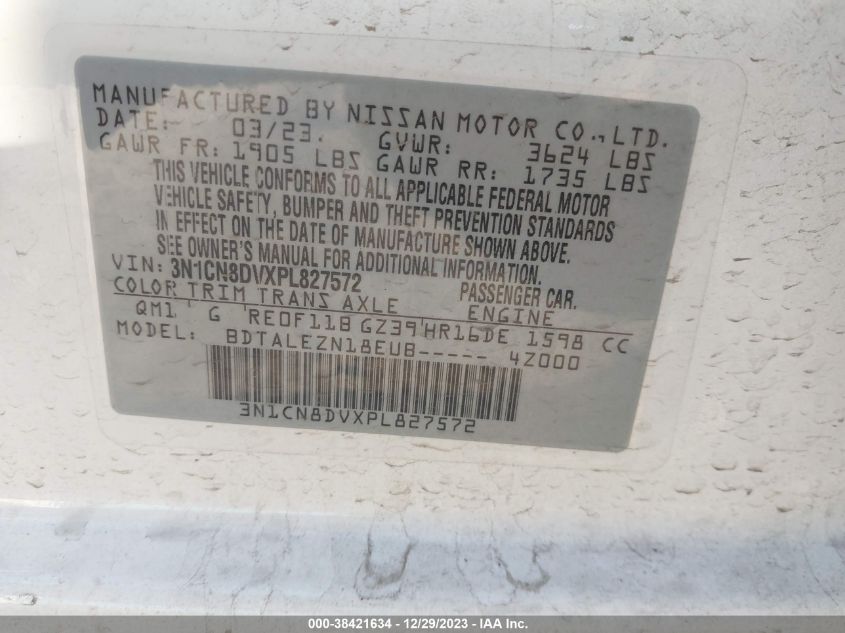 MANUFACTURED BY NISSAN MOTOR CO., LTD.
DATE: 03/23. GVWR: 3624 LBS
GAWR FR: 1905 LBS GAWR RR: 1735 LBS
THIS VEHICLE CONFORMS TO ALL APPLICABLE FEDERAL MOTOR
VEHICLE SAFETY, BUMPER AND THEFT PREVENTION STANDARDS
IN EFFECT ON THE DATE OF MANUFACTURE SHOWN ABOVE.
SEE OWNER'S MANUAL FOR ADDITIONAL INFORMATION.
VIN: 3N1CN8DVXPL827572 PASSENGER CAR.
COLOR TRIM TRANS AXLE ENGINE
QM1 G RE0F11B GZ39 HR16DE 1598 CC
MODEL: BDTALEZN18EUB----- 4Z000
3N1CN8DVXPL827572
000-38421634 - 12/29/2023 - IAA Inc.